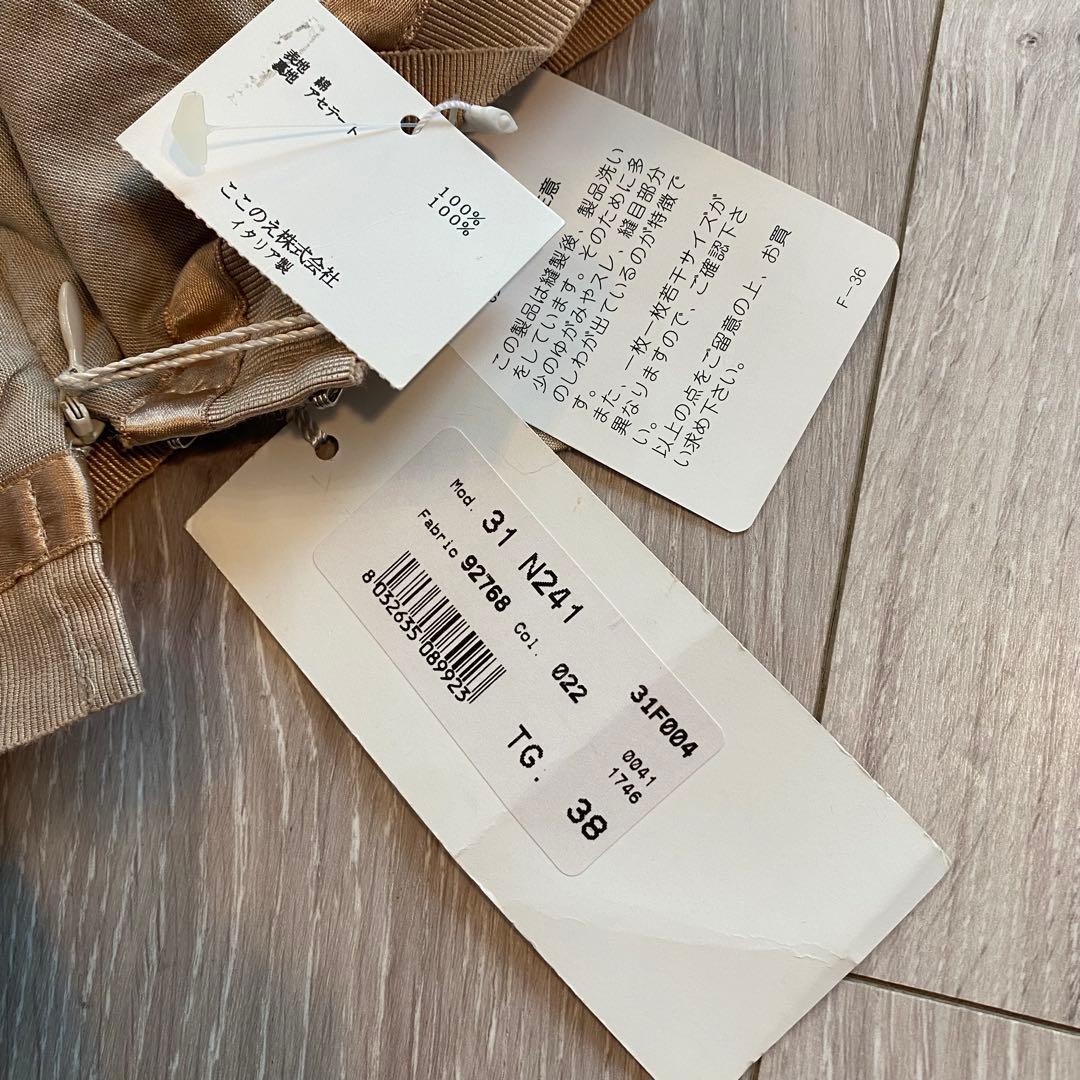 表地 絹 100%
裏地 アセテート 100%
ここのえ株式会社
イタリア製
意
この製品は縫製後、製品洗い
をしています。そのために多
少のゆがみやスレ、縫目部分
のしわが出ているのが特徴で
す。また、一枚一枚若干サイズが
異なりますので、ご確認下さ
い。
以上の点をご留意の上、お買
い求め下さい。
F-36
Mod. 31 N241
Fabric 92768 Col. 022
8 032635 089923
31F004
0041
1746
TG. 38